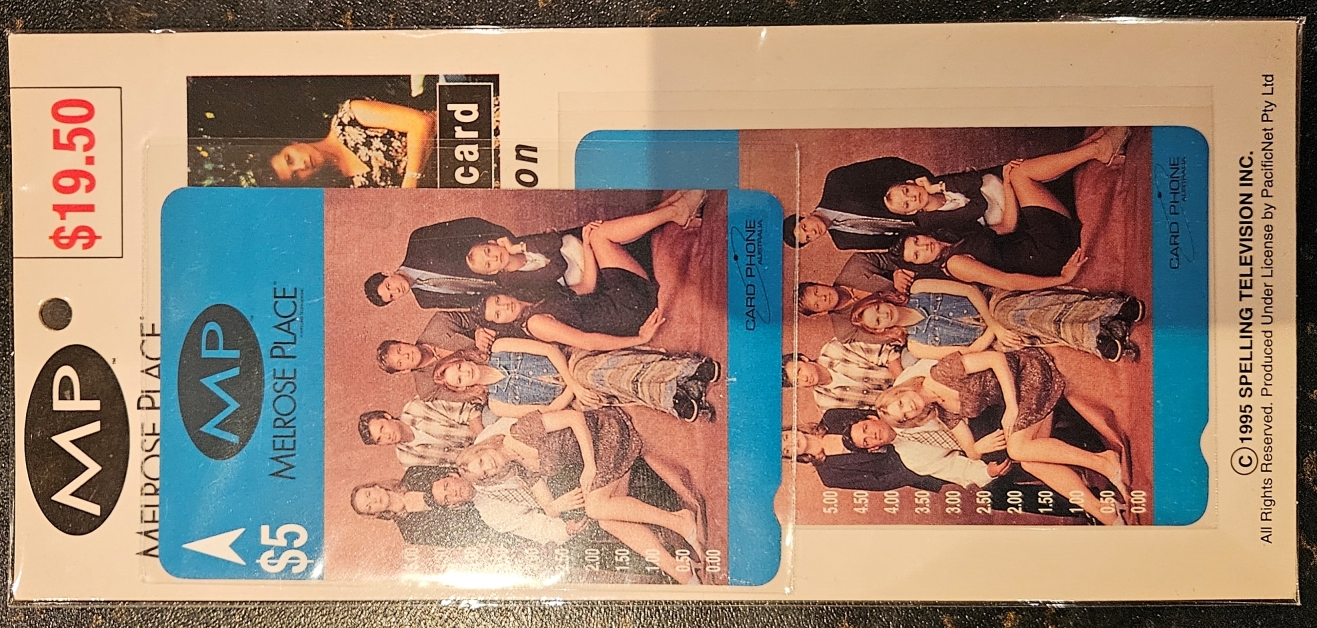 $19.50
MP™
MELROSE PLACE
card
on
$5
MP
MELROSE PLACE™
CARD PHONE
AUSTRALIA
2.00
1.50
1.00
0.50
0.00
CARD PHONE
AUSTRALIA
5.00
4.50
4.00
3.50
3.00
2.50
2.00
1.50
1.00
0.50
0.00
© 1995 SPELLING TELEVISION INC.
All Rights Reserved. Produced Under License by PacificNet Pty Ltd